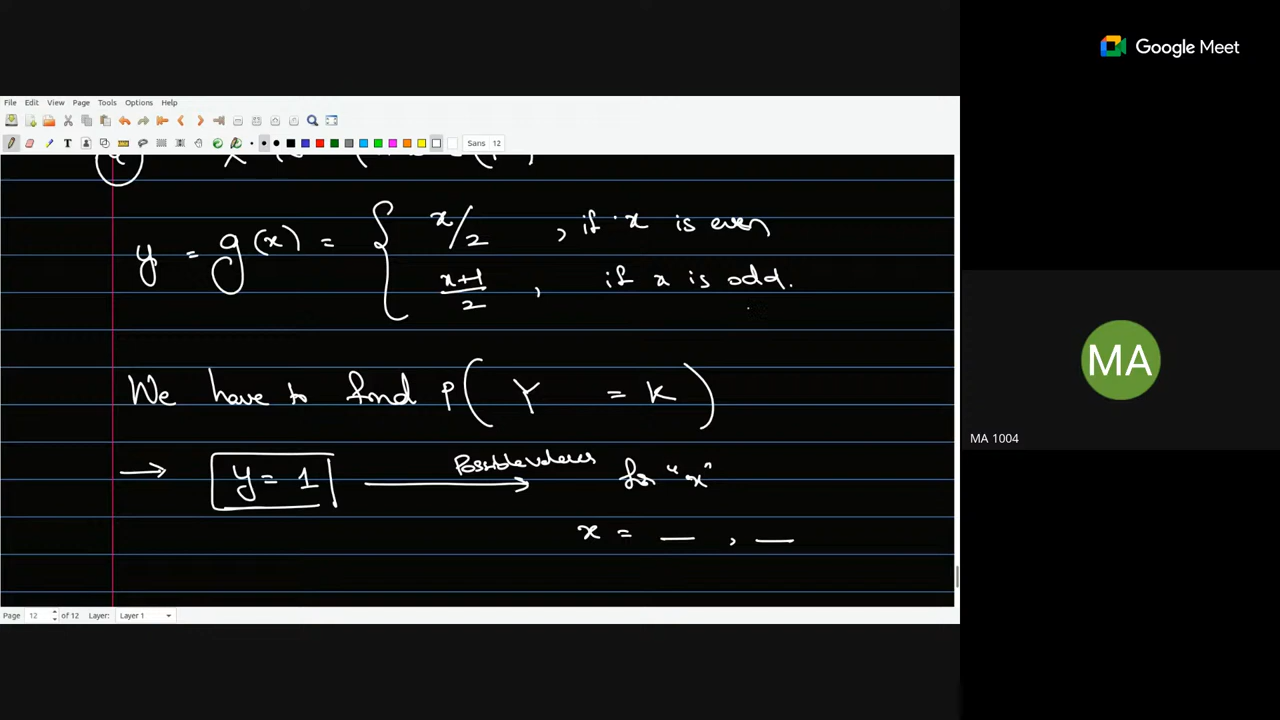 Google Meet
File Edit View Page Tools Options Help
T Sans 12
y = g(x) = { x/2 , if x is even
x+1/2 , if x is odd.
We have to find P( Y = K )
→ y = 1 Possible values → for "x"
x = __ , __
MA
MA 1004
Page 12 of 12 Layer: Layer 1